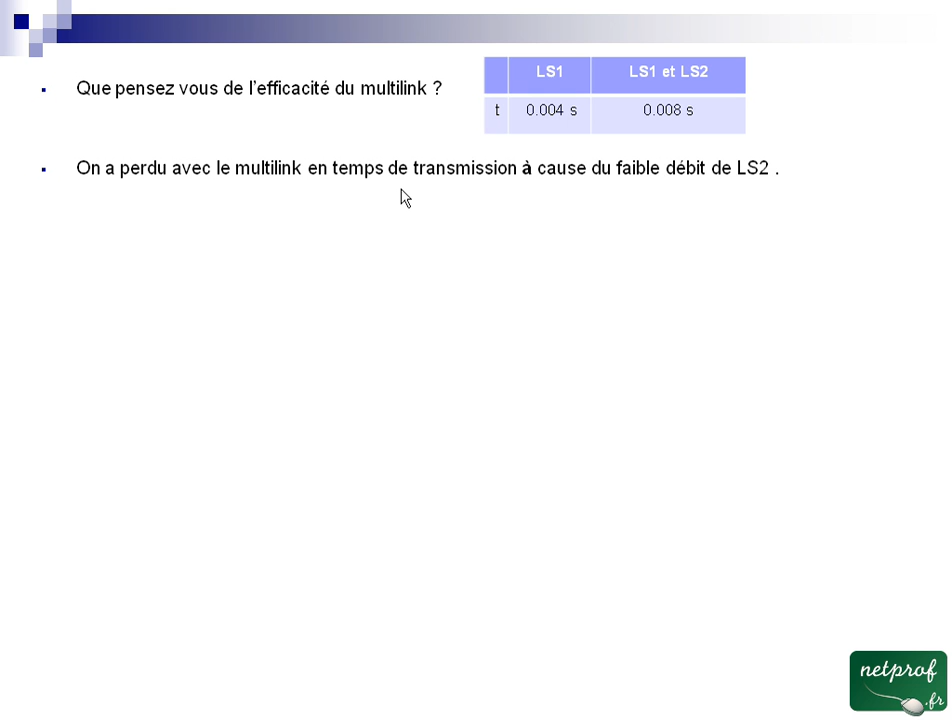 Que pensez vous de l'efficacité du multilink ?
LS1 LS1 et LS2
t 0.004 s 0.008 s
On a perdu avec le multilink en temps de transmission à cause du faible débit de LS2 .
netprof
.fr